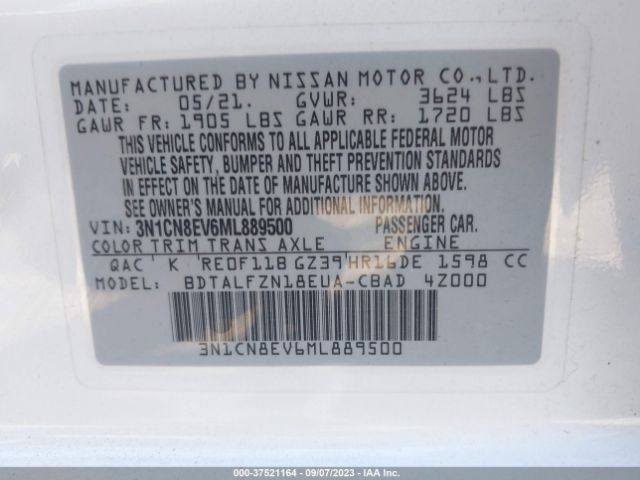 MANUFACTURED BY NISSAN MOTOR CO., LTD.
DATE: 05/21. GVWR: 3624 LBS
GAWR FR: 1905 LBS GAWR RR: 1720 LBS
THIS VEHICLE CONFORMS TO ALL APPLICABLE FEDERAL MOTOR
VEHICLE SAFETY, BUMPER AND THEFT PREVENTION STANDARDS
IN EFFECT ON THE DATE OF MANUFACTURE SHOWN ABOVE.
SEE OWNER'S MANUAL FOR ADDITIONAL INFORMATION.
VIN: 3N1CN8EV6ML889500 PASSENGER CAR.
COLOR TRIM TRANS AXLE ENGINE
QAC K RE0F11B GZ39 HR16DE 1598 CC
MODEL: BDTALFZN18EUA-CBAD 4Z000
3N1CN8EV6ML889500
000-37521164 - 09/07/2023 - IAA Inc.